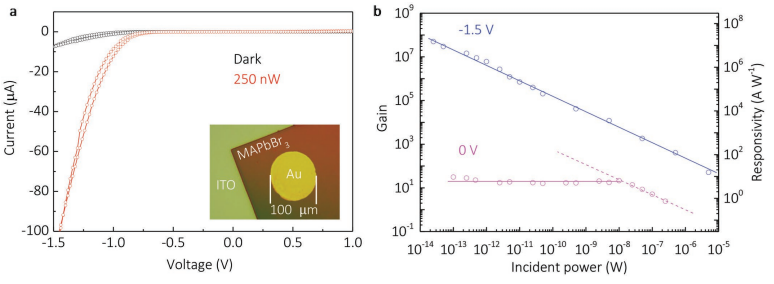 a
Current (μA)
0
-20
-40
-60
-80
-100
-1.5 -1.0 -0.5 0.0 0.5 1.0
Voltage (V)
Dark
250 nW
MAPbBr3
ITO
Au
100 μm
b
Gain
10^9
10^7
10^5
10^3
10^1
10^-1
-1.5 V
0 V
10^-14 10^-13 10^-12 10^-11 10^-10 10^-9 10^-8 10^-7 10^-6 10^-5
Incident power (W)
10^8
10^6
10^4
10^2
10^0
Responsivity (A W^-1)